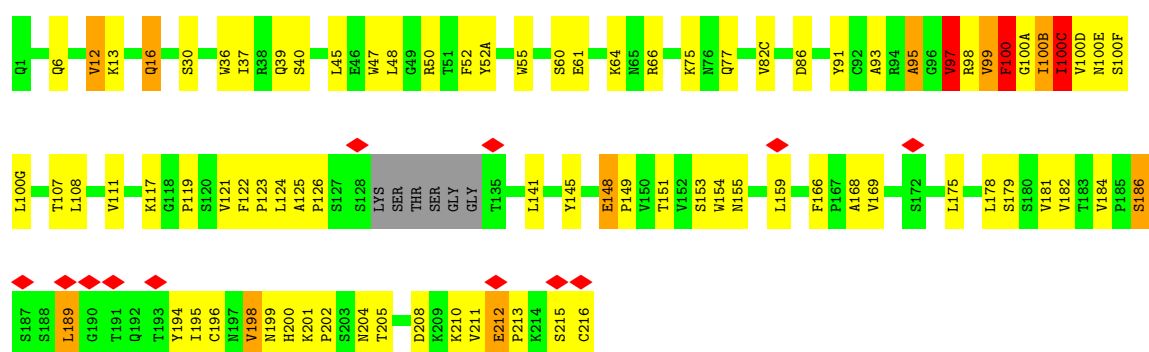 Q1 Q6 V12 K13 Q16 S30 W36 I37 R38 Q39 S40 L45 E46 W47 L48 G49 R50 T51 F52 Y52A W55 S60 E61 K64 N65 R66 K75 N76 Q77 V82C D86 Y91 C92 A93 R94 A95 G96 V97 R98 V99 F100 G100A I100B I100C V100D N100E S100F
L100G T107 L108 V111 K117 G118 P119 S120 V121 F122 P123 L124 A125 P126 S127 S128 LYS SER THR SER GLY GLY T135 L141 Y145 E148 P149 V150 T151 V152 S153 W154 N155 L159 F166 P167 A168 V169 S172 L175 L178 S179 S180 V181 V182 T183 V184 P185 S186
S187 S188 L189 G190 T191 Q192 T193 Y194 I195 C196 N197 V198 N199 H200 K201 P202 S203 N204 T205 D208 K209 K210 V211 E212 P213 K214 S215 C216